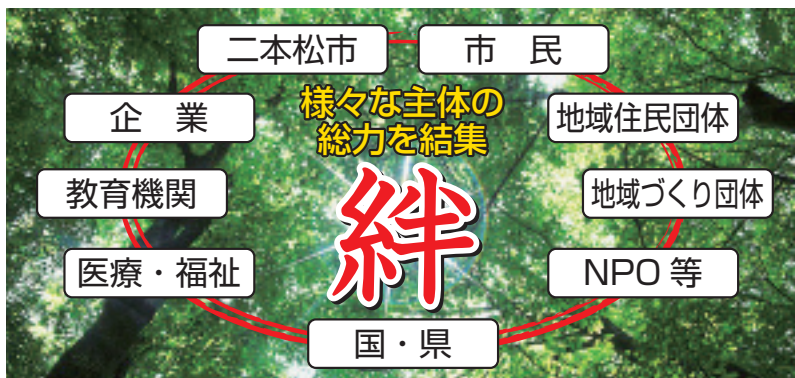 二本松市
市　民
企　業
様々な主体の
総力を結集
地域住民団体
教育機関
絆
地域づくり団体
医療・福祉
NPO 等
国・県